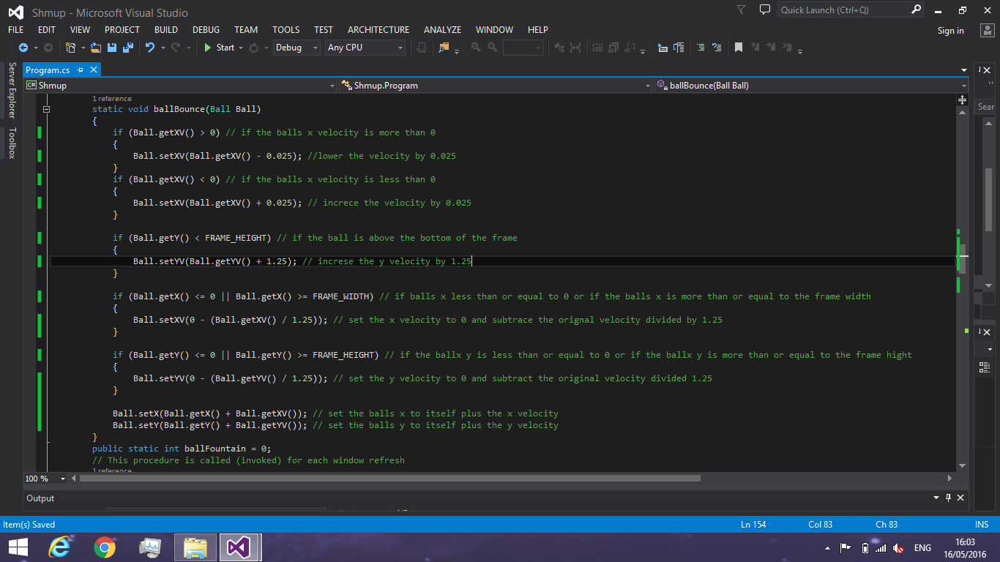 Shmup - Microsoft Visual Studio
Quick Launch (Ctrl+Q)
FILE EDIT VIEW PROJECT BUILD DEBUG TEAM TOOLS TEST ARCHITECTURE ANALYZE WINDOW HELP
Sign in
Start Debug Any CPU
Server Explorer
Toolbox
Program.cs
C# Shmup
Shmup.Program
ballBounce(Ball Ball)
Sear
1 reference
static void ballBounce(Ball Ball)
{
if (Ball.getXV() > 0) // if the balls x velocity is more than 0
{
Ball.setXV(Ball.getXV() - 0.025); //lower the velocity by 0.025
}
if (Ball.getXV() < 0) // if the balls x velocity is less than 0
{
Ball.setXV(Ball.getXV() + 0.025); // increce the velocity by 0.025
}
if (Ball.getY() < FRAME_HEIGHT) // if the ball is above the bottom of the frame
{
Ball.setYV(Ball.getYV() + 1.25); // increse the y velocity by 1.25
}
if (Ball.getX() <= 0 || Ball.getX() >= FRAME_WIDTH) // if balls x less than or equal to 0 or if the balls x is more than or equal to the frame width
{
Ball.setXV(0 - (Ball.getXV() / 1.25)); // set the x velocity to 0 and subtrace the orignal velocity divided by 1.25
}
if (Ball.getY() <= 0 || Ball.getY() >= FRAME_HEIGHT) // if the ballx y is less than or equal to 0 or if the ballx y is more than or equal to the frame hight
{
Ball.setYV(0 - (Ball.getYV() / 1.25)); // set the y velocity to 0 and subtract the original velocity divided 1.25
}
Ball.setX(Ball.getX() + Ball.getXV()); // set the balls x to itself plus the x velocity
Ball.setY(Ball.getY() + Ball.getYV()); // set the balls y to itself plus the y velocity
}
public static int ballFountain = 0;
// This procedure is called (invoked) for each window refresh
1 reference
100 %
Output
Item(s) Saved
Ln 154 Col 83 Ch 83 INS
ENG
16:03
16/05/2016